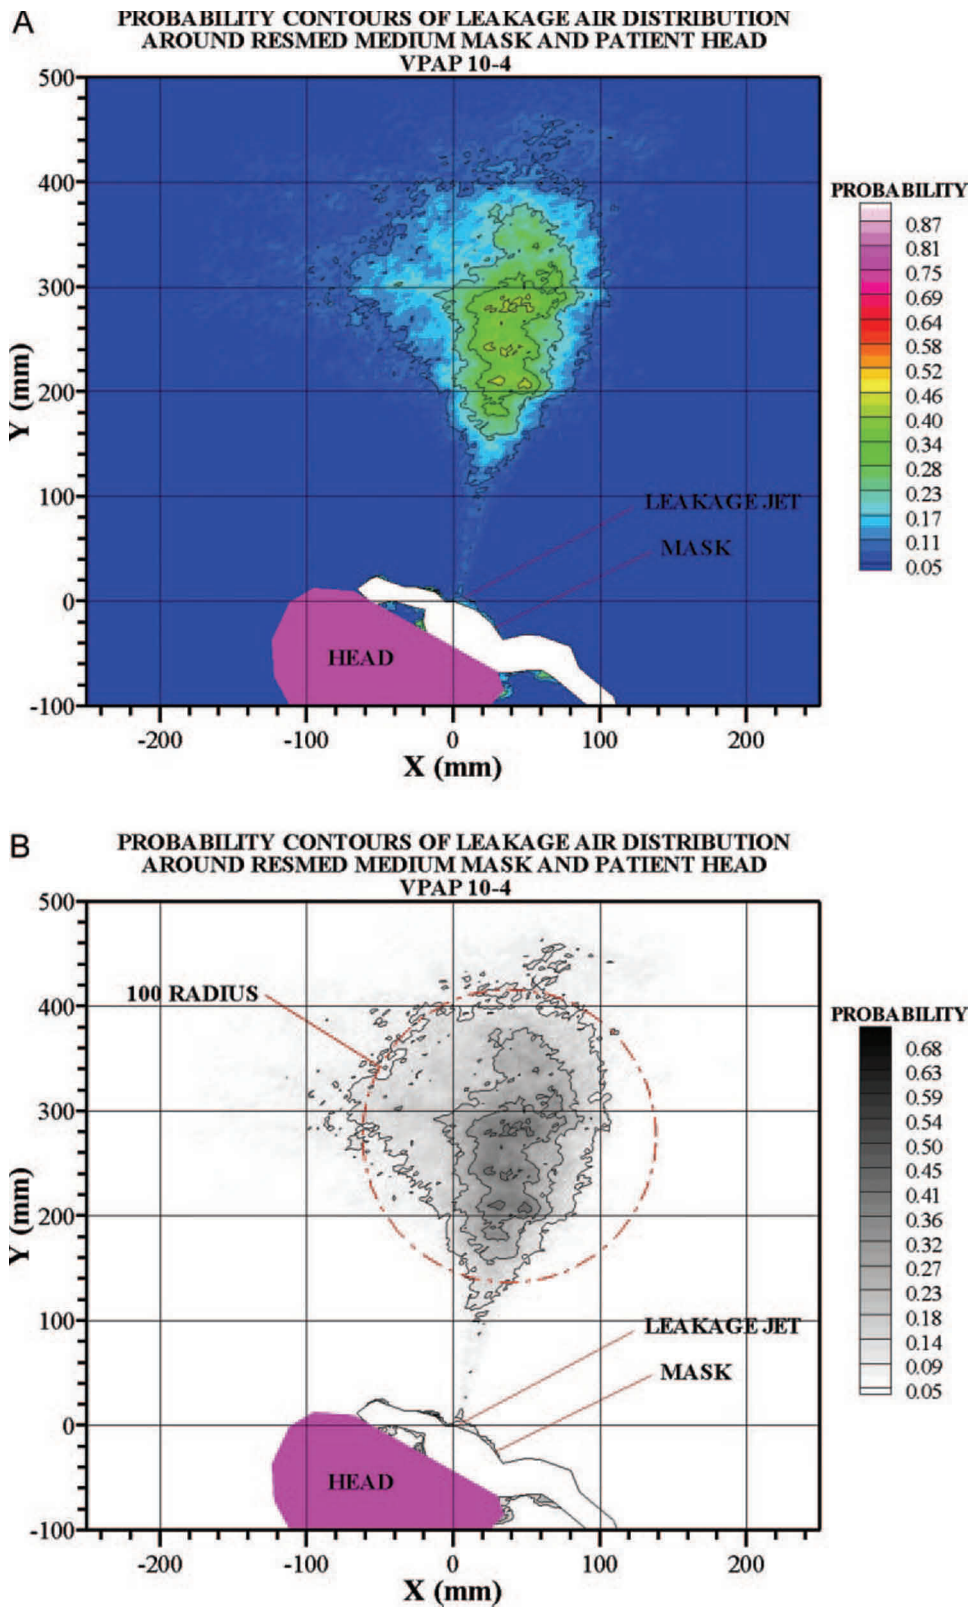 A
PROBABILITY CONTOURS OF LEAKAGE AIR DISTRIBUTION
AROUND RESMED MEDIUM MASK AND PATIENT HEAD
VPAP 10-4
500
400
300
200
100
0
-100
Y (mm)
-200
-100
0
100
200
X (mm)
LEAKAGE JET
MASK
HEAD
PROBABILITY
0.87
0.81
0.75
0.69
0.64
0.58
0.52
0.46
0.40
0.34
0.28
0.23
0.17
0.11
0.05
B
PROBABILITY CONTOURS OF LEAKAGE AIR DISTRIBUTION
AROUND RESMED MEDIUM MASK AND PATIENT HEAD
VPAP 10-4
500
400
300
200
100
0
-100
Y (mm)
-200
-100
0
100
200
X (mm)
100 RADIUS
LEAKAGE JET
MASK
HEAD
PROBABILITY
0.68
0.63
0.59
0.54
0.50
0.45
0.41
0.36
0.32
0.27
0.23
0.18
0.14
0.09
0.05